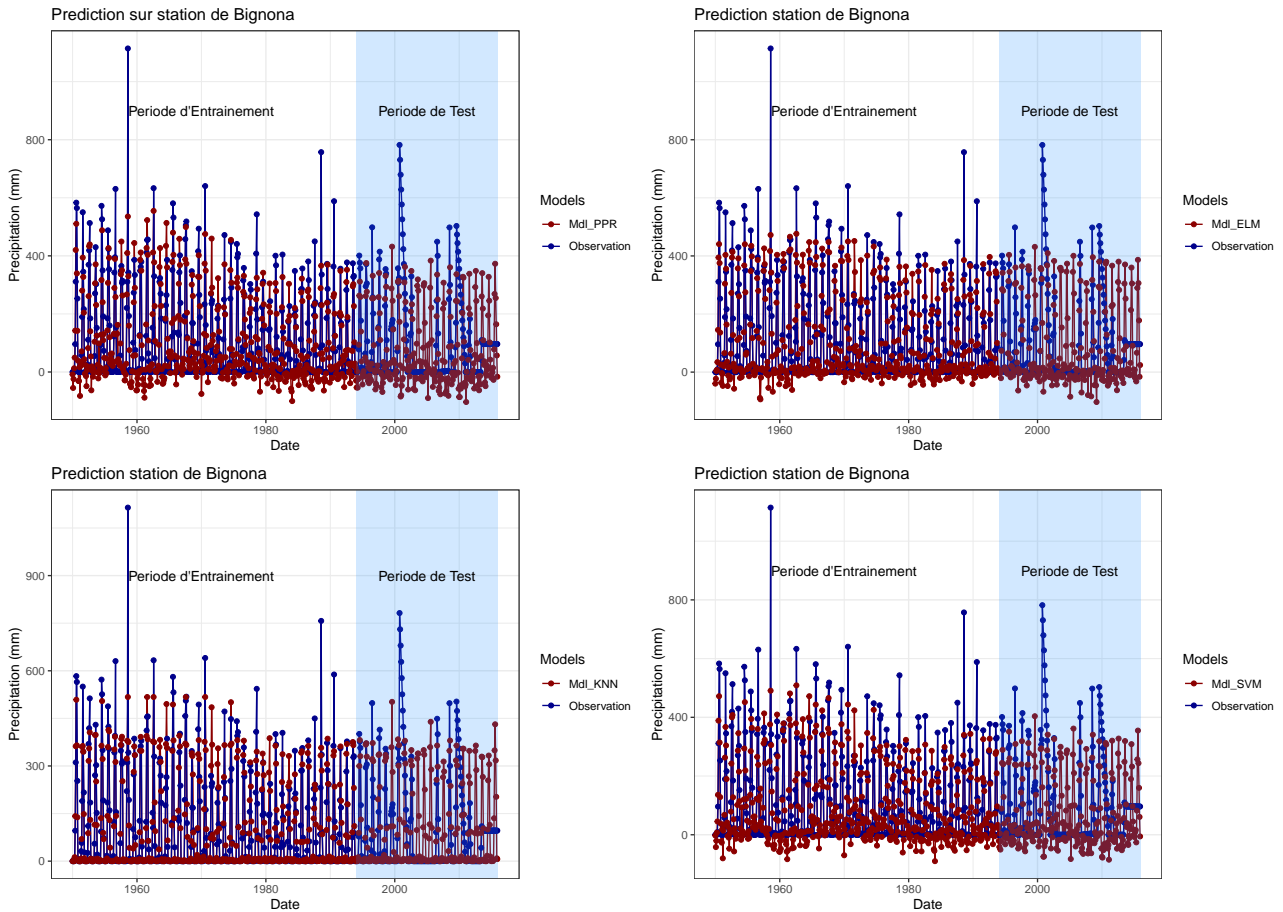 Prediction sur station de Bignona
Precipitation (mm)
800
400
0
Periode d'Entrainement
Periode de Test
1960
1980
2000
Date
Models
Mdl_PPR
Observation
Prediction station de Bignona
Precipitation (mm)
800
400
0
Periode d'Entrainement
Periode de Test
1960
1980
2000
Date
Models
Mdl_ELM
Observation
Prediction station de Bignona
Precipitation (mm)
900
600
300
0
Periode d'Entrainement
Periode de Test
1960
1980
2000
Date
Models
Mdl_KNN
Observation
Prediction station de Bignona
Precipitation (mm)
800
400
0
Periode d'Entrainement
Periode de Test
1960
1980
2000
Date
Models
Mdl_SVM
Observation